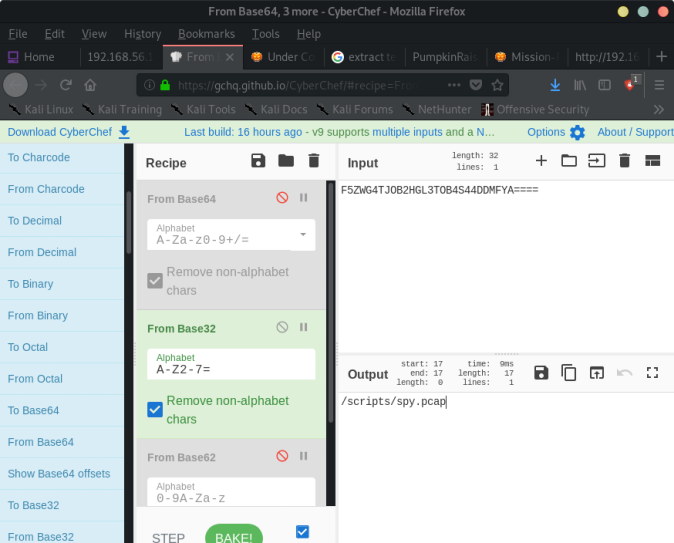 From Base64, 3 more - CyberChef - Mozilla Firefox
File Edit View History Bookmarks Tools Help
Home 192.168.56.1 From Under Co extract te PumpkinRais Mission- http://192.16
https://gchq.github.io/CyberChef/#recipe=Fro 1
Kali Linux Kali Training Kali Tools Kali Docs Kali Forums NetHunter Offensive Security
Download CyberChef Last build: 16 hours ago - v9 supports multiple inputs and a N... Options About / Support
To Charcode
From Charcode
To Decimal
From Decimal
To Binary
From Binary
To Octal
From Octal
To Base64
From Base64
Show Base64 offsets
To Base32
From Base32
Recipe
From Base64
Alphabet
A-Za-z0-9+/=
Remove non-alphabet
chars
From Base32
Alphabet
A-Z2-7=
Remove non-alphabet
chars
From Base62
Alphabet
0-9A-Za-z
STEP BAKE!
Input
length: 32
lines: 1
F5ZWG4TJOB2HGL3TOB4S44DDMFYA====
Output
start: 17 time: 9ms
end: 17 length: 17
length: 0 lines: 1
/scripts/spy.pcap